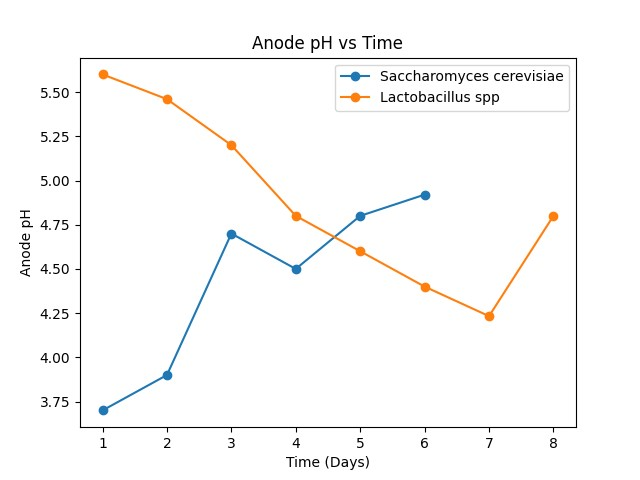 Anode pH vs Time
Saccharomyces cerevisiae
Lactobacillus spp
Anode pH
5.50
5.25
5.00
4.75
4.50
4.25
4.00
3.75
1 2 3 4 5 6 7 8
Time (Days)